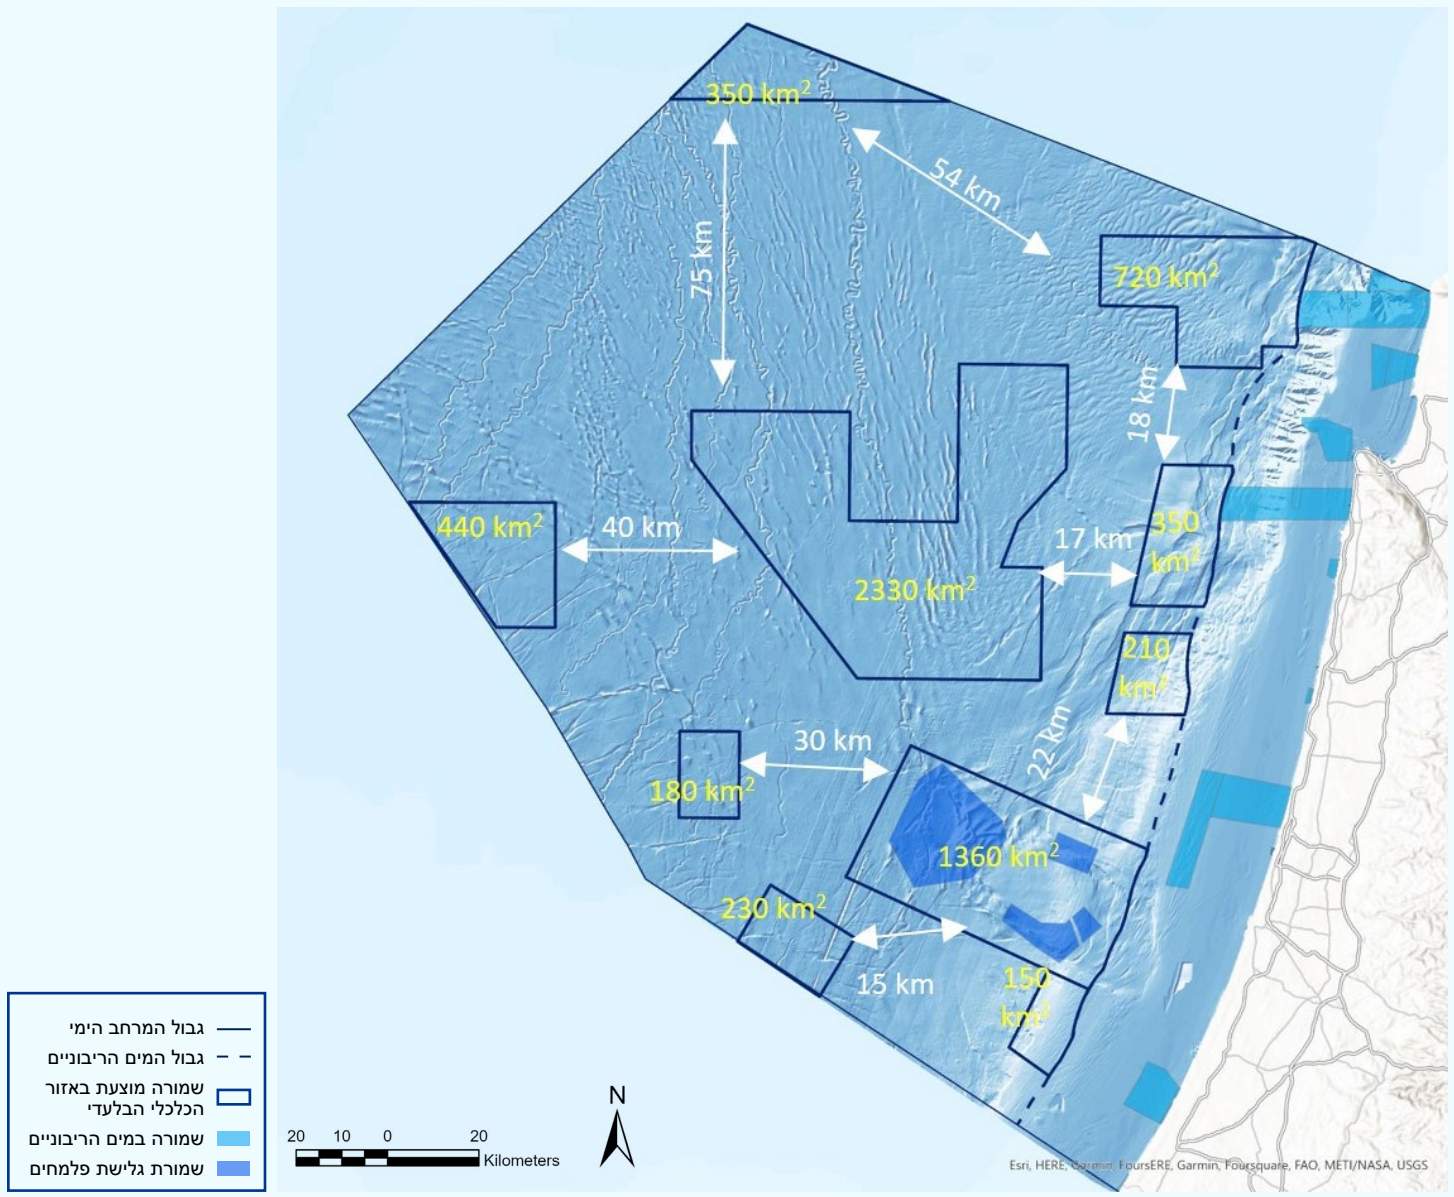 350 km²
54 km
75 km
720 km²
18 km
440 km²
40 km
17 km
350
km²
2330 km²
210
km²
22 km
30 km
180 km²
1360 km²
230 km²
15 km
150
km²
גבול המרחב הימי
גבול המים הריבוניים
שמורה מוצעת באזור
הכלכלי הבלעדי
שמורה במים הריבוניים
שמורת גלישת פלמחים
N
20 10 0 20
Kilometers
Esri, HERE, Garmin, FoursERE, Garmin, Foursquare, FAO, METI/NASA, USGS